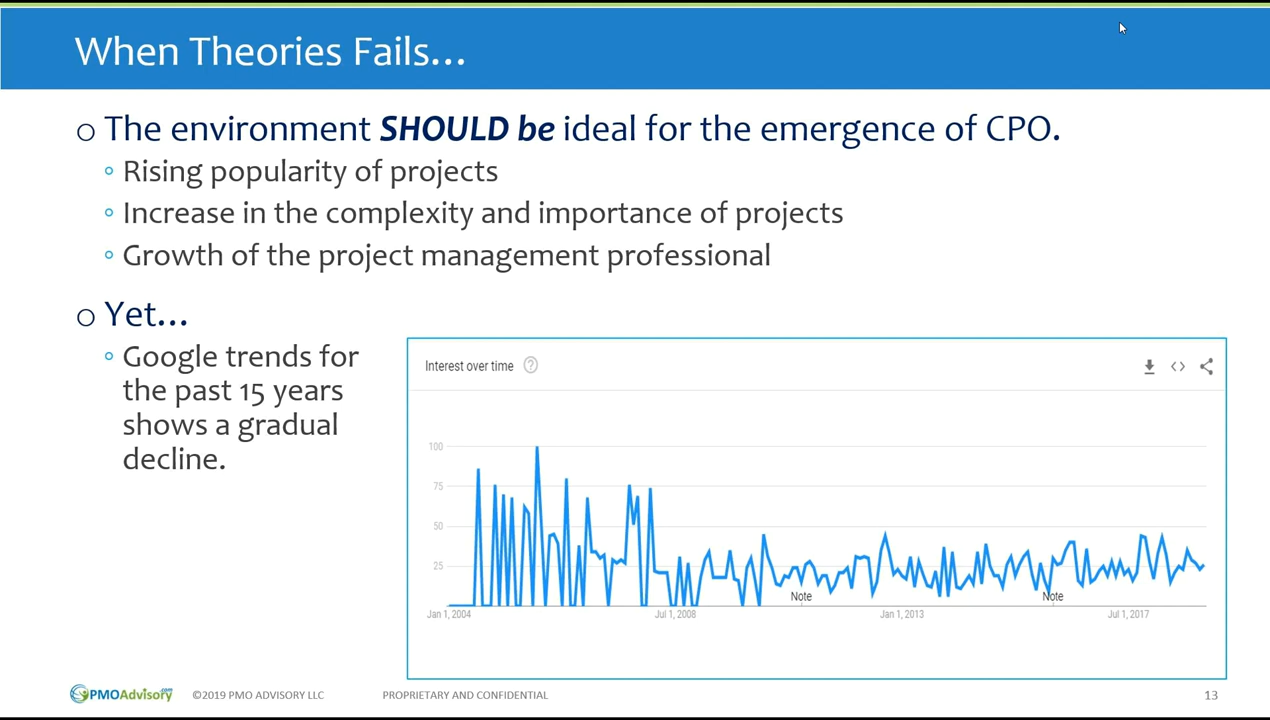 When Theories Fails...
The environment SHOULD be ideal for the emergence of CPO.
Rising popularity of projects
Increase in the complexity and importance of projects
Growth of the project management professional
Yet...
Google trends for
the past 15 years
shows a gradual
decline.
Interest over time
100
75
50
25
Note
Note
Jan 1, 2004
Jul 1, 2008
Jan 1, 2013
Jul 1, 2017
PMOAdvisory.com
©2019 PMO ADVISORY LLC
PROPRIETARY AND CONFIDENTIAL
13